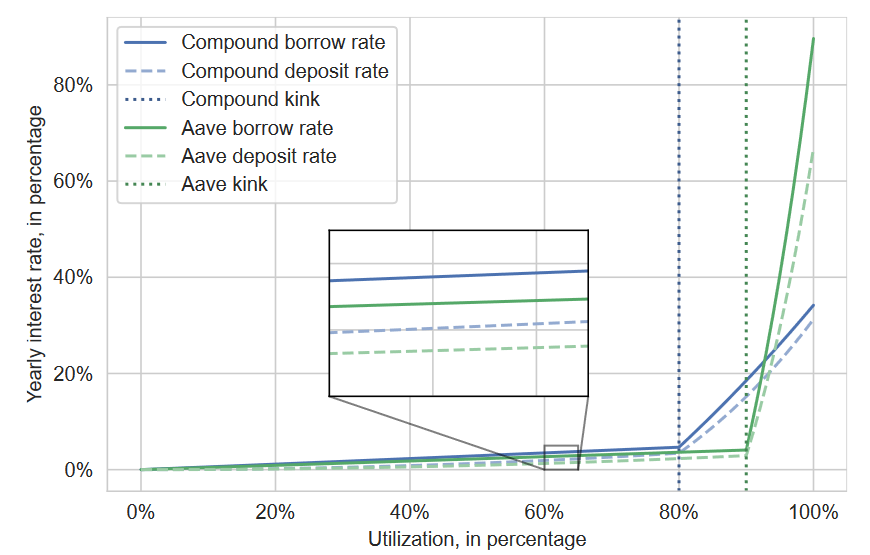 Compound borrow rate
Compound deposit rate
Compound kink
Aave borrow rate
Aave deposit rate
Aave kink
Yearly interest rate, in percentage
80%
60%
40%
20%
0%
0%
20%
40%
60%
80%
100%
Utilization, in percentage